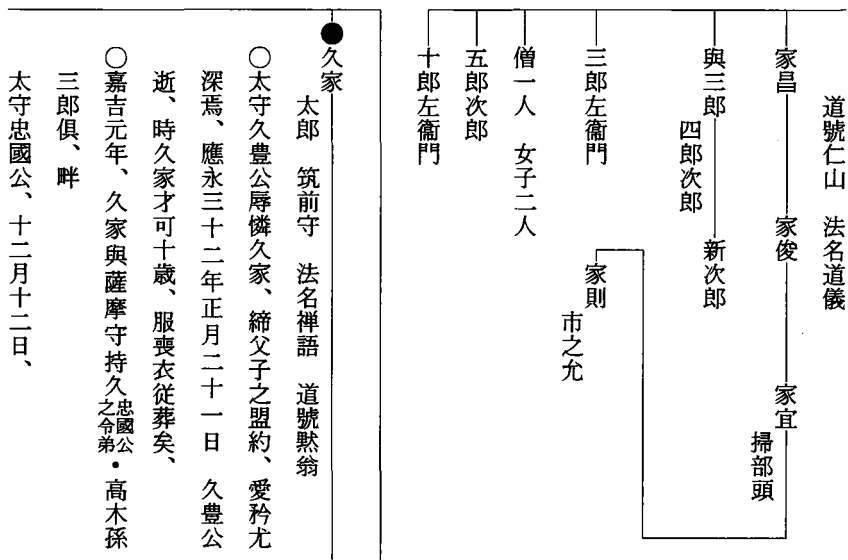 道號仁山　法名道儀
家昌　家俊　家宜
掃部頭
與三郎　新次郎
四郎次郎
三郎左衞門　家則
市之允
僧一人　女子二人
五郎次郎
十郎左衞門
●久家
太郎　筑前守　法名禅語　道號黙翁
〇太守久豊公辱憐久家、締父子之盟約、愛矜尤
深焉、應永三十二年正月二十一日　久豊公
逝、時久家才可十歳、服喪衣従葬矣、
〇嘉吉元年、久家與薩摩守持久忠國公之令弟・高木孫
三郎俱、畔
太守忠國公、十二月十二日、